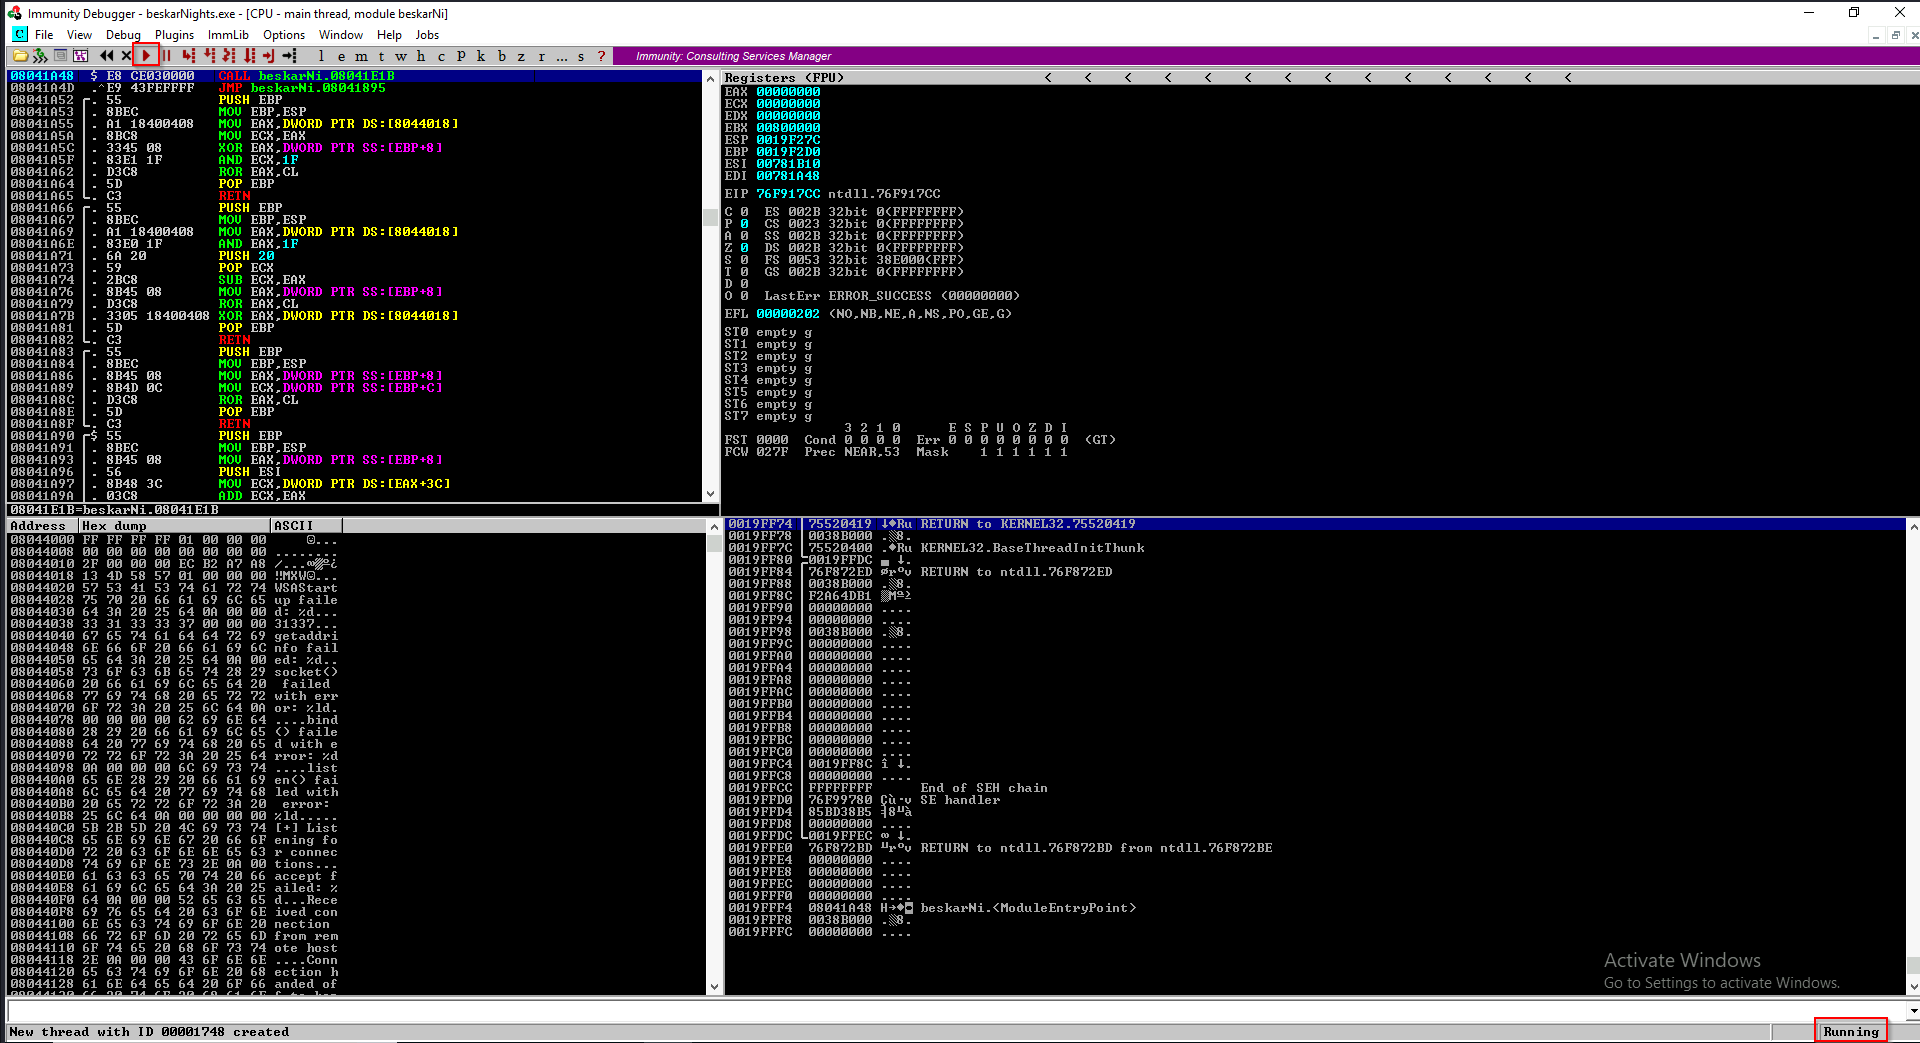 Immunity Debugger - beskarNights.exe - [CPU - main thread, module beskarNi]
C File View Debug Plugins ImmLib Options Window Help Jobs
l e m t w h c P k b z r ... s ? Immunity: Consulting Services Manager
08041A48 $ E8 CE030000 CALL beskarNi.08041E1B
08041A4D .^E9 43FEFFFF JMP beskarNi.08041895
08041A52 . 55 PUSH EBP
08041A53 . 8BEC MOV EBP,ESP
08041A55 . A1 18400408 MOV EAX,DWORD PTR DS:[8044018]
08041A5A . 8BC8 MOV ECX,EAX
08041A5C . 3345 08 XOR EAX,DWORD PTR SS:[EBP+8]
08041A5F . 83E1 1F AND ECX,1F
08041A62 . D3C8 ROR EAX,CL
08041A64 . 5D POP EBP
08041A65 . C3 RETN
08041A66 . 55 PUSH EBP
08041A67 . 8BEC MOV EBP,ESP
08041A69 . A1 18400408 MOV EAX,DWORD PTR DS:[8044018]
08041A6E . 83E0 1F AND EAX,1F
08041A71 . 6A 20 PUSH 20
08041A73 . 59 POP ECX
08041A74 . 2BC8 SUB ECX,EAX
08041A76 . 8B45 08 MOV EAX,DWORD PTR SS:[EBP+8]
08041A79 . D3C8 ROR EAX,CL
08041A7B . 3305 18400408 XOR EAX,DWORD PTR DS:[8044018]
08041A81 . 5D POP EBP
08041A82 . C3 RETN
08041A83 . 55 PUSH EBP
08041A84 . 8BEC MOV EBP,ESP
08041A86 . 8B45 08 MOV EAX,DWORD PTR SS:[EBP+8]
08041A89 . 8B4D 0C MOV ECX,DWORD PTR SS:[EBP+C]
08041A8C . D3C8 ROR EAX,CL
08041A8E . 5D POP EBP
08041A8F . C3 RETN
08041A90 $ 55 PUSH EBP
08041A91 . 8BEC MOV EBP,ESP
08041A93 . 8B45 08 MOV EAX,DWORD PTR SS:[EBP+8]
08041A96 . 56 PUSH ESI
08041A97 . 8B48 3C MOV ECX,DWORD PTR DS:[EAX+3C]
08041A9A . 03C8 ADD ECX,EAX
08041E1B=beskarNi.08041E1B
Registers (FPU) < < < < < < < < < < < < < <
EAX 00000000
ECX 00000000
EDX 00000000
EBX 00800000
ESP 0019F27C
EBP 0019F2D0
ESI 00781B10
EDI 00781A48
EIP 76F917CC ntdll.76F917CC
C 0 ES 002B 32bit 0(FFFFFFFF)
P 0 CS 0023 32bit 0(FFFFFFFF)
A 0 SS 002B 32bit 0(FFFFFFFF)
Z 0 DS 002B 32bit 0(FFFFFFFF)
S 0 FS 0053 32bit 38E000(FFF)
T 0 GS 002B 32bit 0(FFFFFFFF)
D 0
O 0 LastErr ERROR_SUCCESS (00000000)
EFL 00000202 (NO,NB,NE,A,NS,PO,GE,G)
ST0 empty g
ST1 empty g
ST2 empty g
ST3 empty g
ST4 empty g
ST5 empty g
ST6 empty g
ST7 empty g
3 2 1 0 E S P U O Z D I
FST 0000 Cond 0 0 0 0 Err 0 0 0 0 0 0 0 0 (GT)
FCW 027F Prec NEAR,53 Mask 1 1 1 1 1 1
Address Hex dump ASCII
08044000 FF FF FF FF 01 00 00 00 ☺...
08044008 00 00 00 00 00 00 00 00 ........
08044010 2F 00 00 00 EC B2 A7 A8 /...∞▓º¿
08044018 13 4D 58 57 01 00 00 00 ‼MXW☺...
08044020 57 53 41 53 74 61 72 74 WSAStart
08044028 75 70 20 66 61 69 6C 65 up faile
08044030 64 3A 20 25 64 0A 00 00 d: %d...
08044038 33 31 33 33 37 00 00 00 31337...
08044040 67 65 74 61 64 64 72 69 getaddri
08044048 6E 66 6F 20 66 61 69 6C nfo fail
08044050 65 64 3A 20 25 64 0A 00 ed: %d..
08044058 73 6F 63 6B 65 74 28 29 socket()
08044060 20 66 61 69 6C 65 64 20 failed
08044068 77 69 74 68 20 65 72 72 with err
08044070 6F 72 3A 20 25 6C 64 0A or: %ld.
08044078 00 00 00 00 62 69 6E 64 ....bind
08044080 28 29 20 66 61 69 6C 65 () faile
08044088 64 20 77 69 74 68 20 65 d with e
08044090 72 72 6F 72 3A 20 25 64 rror: %d
08044098 0A 00 00 00 6C 69 73 74 ....list
080440A0 65 6E 28 29 20 66 61 69 en() fai
080440A8 6C 65 64 20 77 69 74 68 led with
080440B0 20 65 72 72 6F 72 3A 20 error:
080440B8 25 6C 64 0A 00 00 00 00 %ld.....
080440C0 5B 2B 5D 20 4C 69 73 74 [+] List
080440C8 65 6E 69 6E 67 20 66 6F ening fo
080440D0 72 20 63 6F 6E 6E 65 63 r connec
080440D8 74 69 6F 6E 73 2E 0A 00 tions...
080440E0 61 63 63 65 70 74 20 66 accept f
080440E8 61 69 6C 65 64 3A 20 25 ailed: %
080440F0 64 0A 00 00 52 65 63 65 d...Rece
080440F8 69 76 65 64 20 63 6F 6E ived con
08044100 6E 65 63 74 69 6F 6E 20 nection
08044108 66 72 6F 6D 20 72 65 6D from rem
08044110 6F 74 65 20 68 6F 73 74 ote host
08044118 2E 0A 00 00 43 6F 6E 6E ....Conn
08044120 65 63 74 69 6F 6E 20 68 ection h
08044128 61 6E 64 65 64 20 6F 66 anded of
0019FF74 75520419 ↓♦Ru RETURN to KERNEL32.75520419
0019FF78 0038B000 .░8.
0019FF7C 75520400 .♦Ru KERNEL32.BaseThreadInitThunk
0019FF80 0019FFDC ▄ ↓.
0019FF84 76F872ED φr°v RETURN to ntdll.76F872ED
0019FF88 0038B000 .░8.
0019FF8C F2A64DB1 ▒Mª≥
0019FF90 00000000 ....
0019FF94 00000000 ....
0019FF98 0038B000 .░8.
0019FF9C 00000000 ....
0019FFA0 00000000 ....
0019FFA4 00000000 ....
0019FFA8 00000000 ....
0019FFAC 00000000 ....
0019FFB0 00000000 ....
0019FFB4 00000000 ....
0019FFB8 00000000 ....
0019FFBC 00000000 ....
0019FFC0 00000000 ....
0019FFC4 0019FF8C î ↓.
0019FFC8 00000000 ....
0019FFCC FFFFFFFF End of SEH chain
0019FFD0 76F99780 Çù·v SE handler
0019FFD4 85BD38B5 ╡8╜à
0019FFD8 00000000 ....
0019FFDC 0019FFEC ∞ ↓.
0019FFE0 76F872BD ╜r°v RETURN to ntdll.76F872BD from ntdll.76F872BE
0019FFE4 00000000 ....
0019FFE8 00000000 ....
0019FFEC 00000000 ....
0019FFF0 00000000 ....
0019FFF4 08041A48 H→♦◘ beskarNi.<ModuleEntryPoint>
0019FFF8 0038B000 .░8.
0019FFFC 00000000 ....
Activate Windows
Go to Settings to activate Windows.
New thread with ID 00001748 created
Running